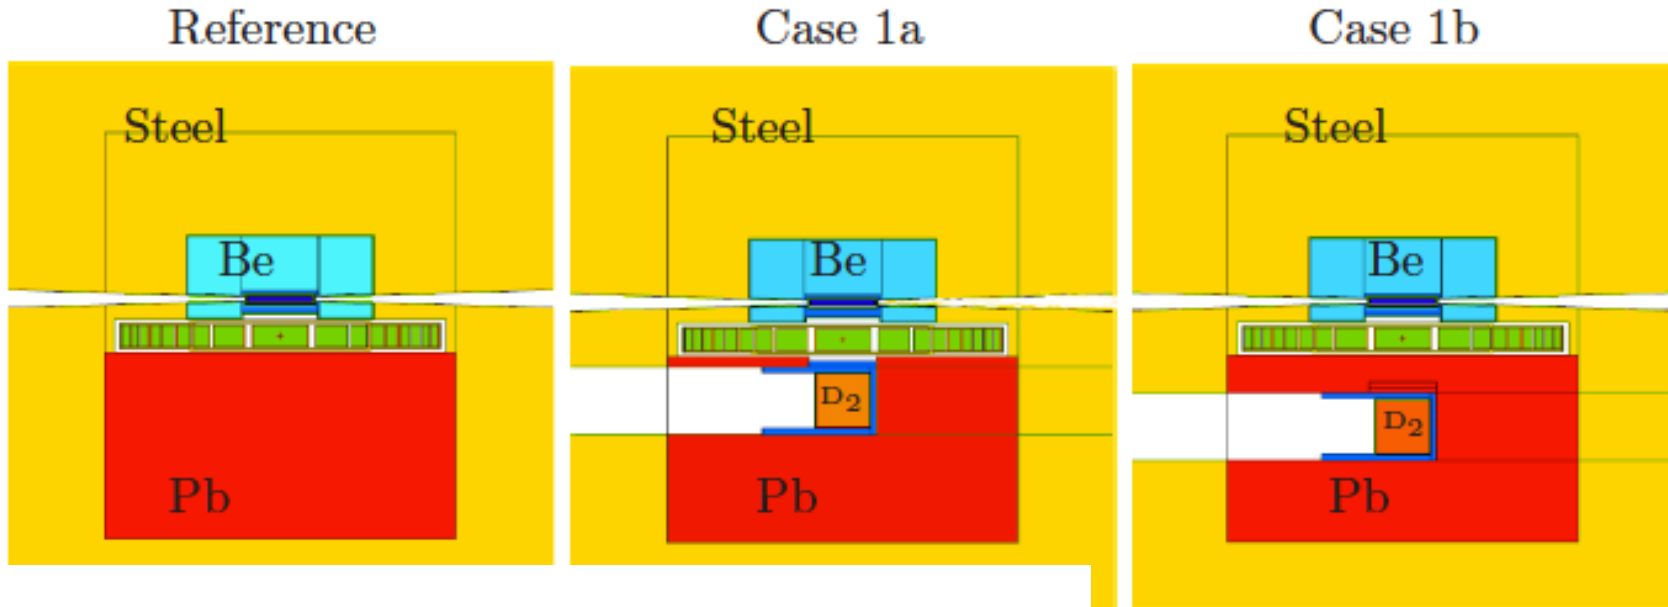 Reference Case 1a Case 1b
Steel Steel Steel
Be Be Be
D₂ D₂
Pb Pb Pb